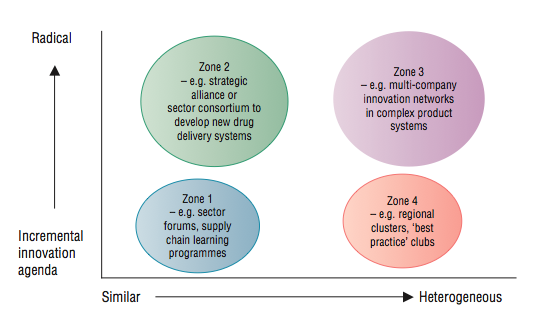 Radical
Zone 2
– e.g. strategic
alliance or
sector consortium to
develop new drug
delivery systems
Zone 3
– e.g. multi-company
innovation networks
in complex product
systems
Zone 1
– e.g. sector
forums, supply
chain learning
programmes
Zone 4
– e.g. regional
clusters, ‘best
practice’ clubs
Incremental
innovation
agenda
Similar
Heterogeneous